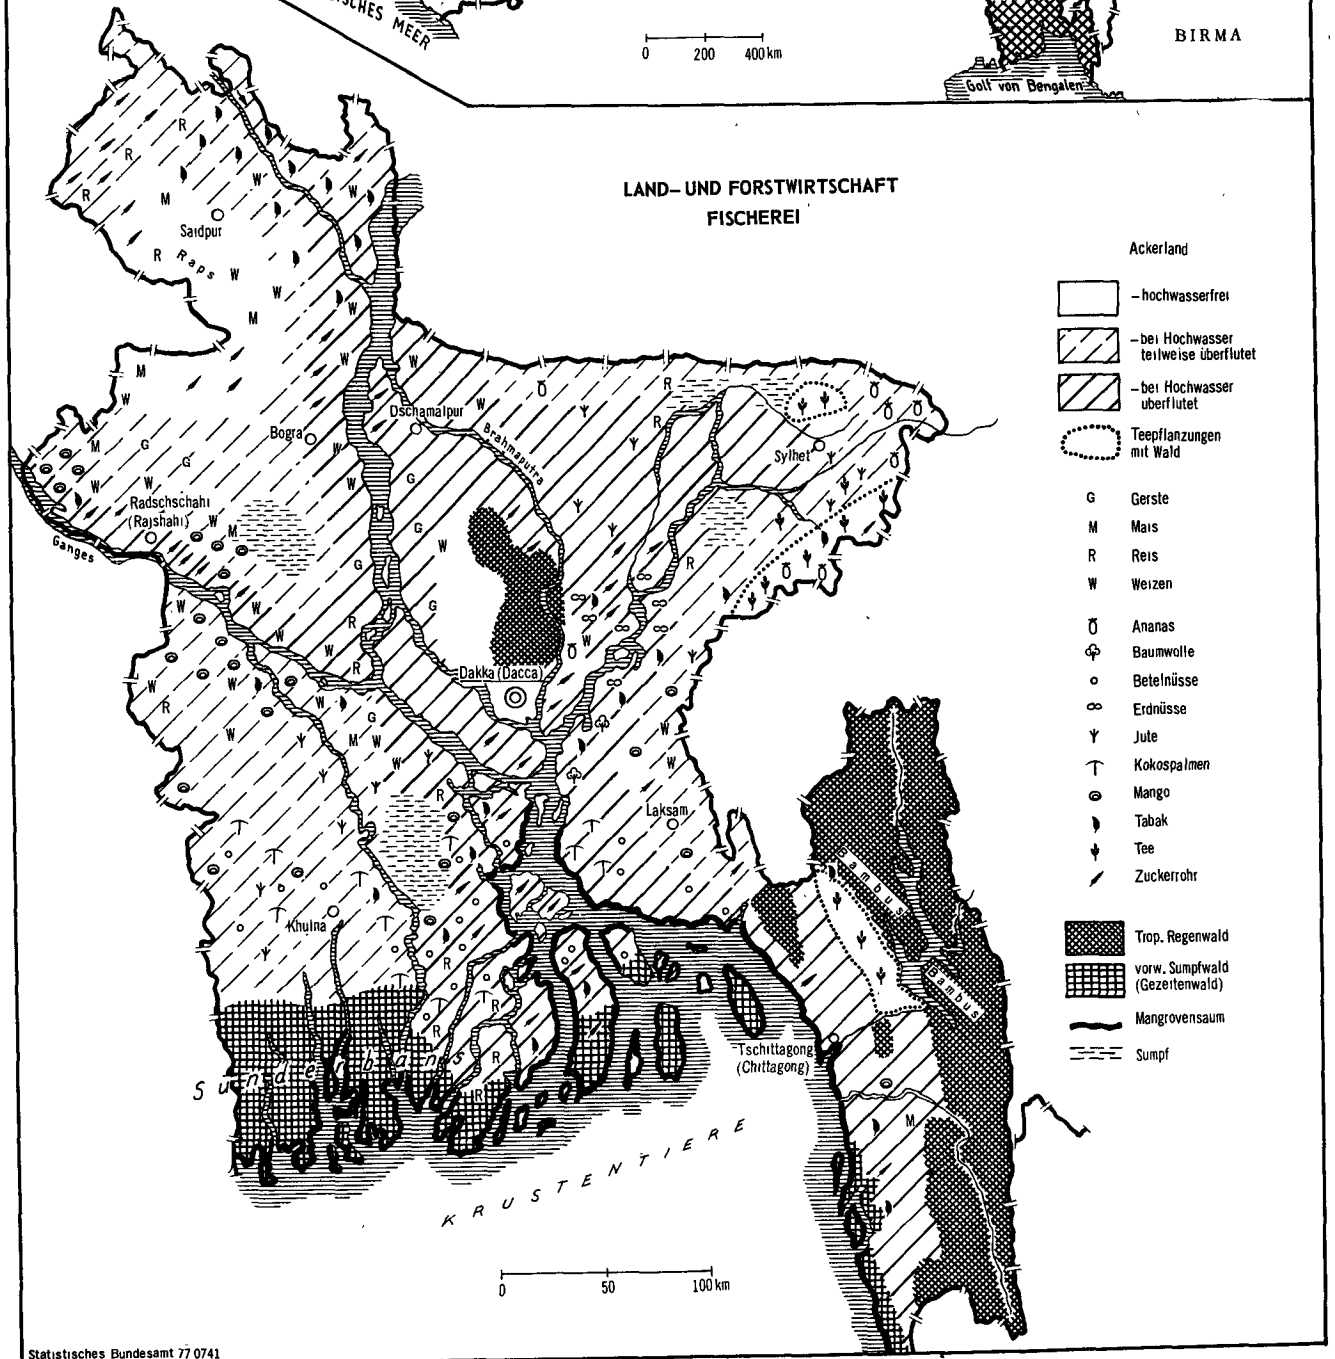 ISCHES MEER
0 200 400 km
BIRMA
Golf von Bengalen
LAND- UND FORSTWIRTSCHAFT
FISCHEREI
Ackerland
- hochwasserfrei
- bei Hochwasser
teilweise überflutet
- bei Hochwasser
überflutet
Teepflanzungen
mit Wald
G Gerste
M Mais
R Reis
W Weizen
Ananas
Baumwolle
Betelnüsse
Erdnüsse
Jute
Kokospalmen
Mango
Tabak
Tee
Zuckerrohr
Trop. Regenwald
vorw. Sumpfwald
(Gezeitenwald)
Mangrovensaum
Sumpf
Saidpur
Raps
Dschamalpur
Bogra
Brahmaputra
Sylhet
Radschschahi
(Rajshahi)
Ganges
Dakka (Dacca)
Laksam
Khulna
Bambus
Bambus
Sunderbans
Tschittagong
(Chittagong)
KRUSTENTIERE
0 50 100 km
Statistisches Bundesamt 77 0741